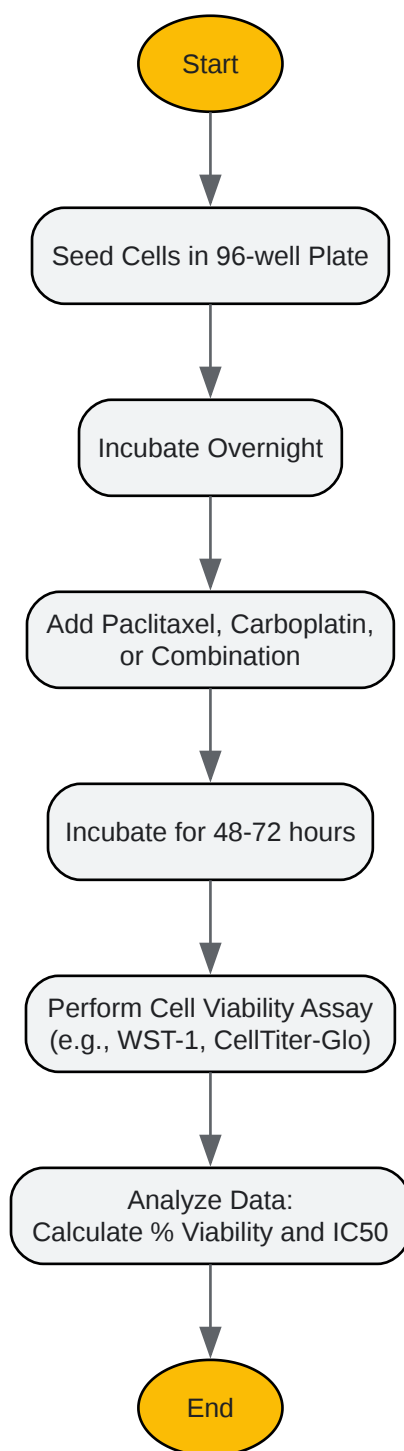 Start
Seed Cells in 96-well Plate
Incubate Overnight
Add Paclitaxel, Carboplatin,
or Combination
Incubate for 48-72 hours
Perform Cell Viability Assay
(e.g., WST-1, CellTiter-Glo)
Analyze Data:
Calculate % Viability and IC50
End